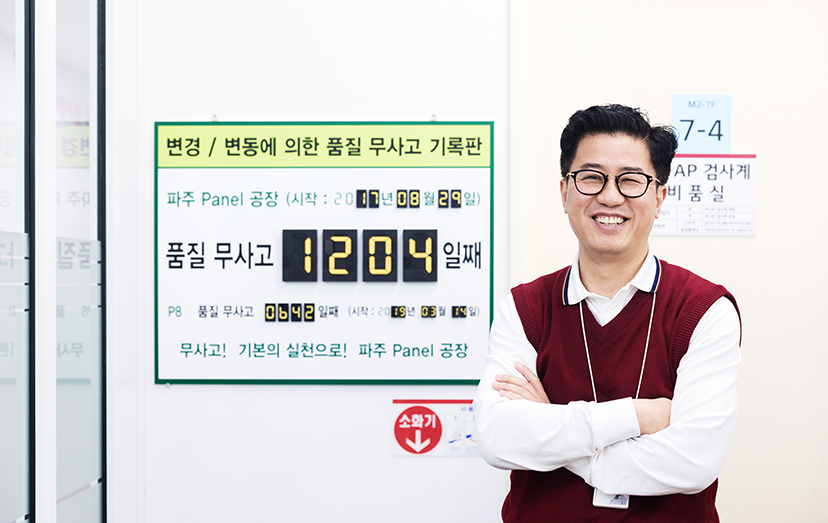 변경 / 변동에 의한 품질 무사고 기록판
파주 Panel 공장 (시작 : 2017년 08월 29일)
품질 무사고 1204 일째
P8 품질 무사고 0642 일째 (시작 : 2019년 03월 14일)
무사고! 기본의 실천으로! 파주 Panel 공장
M2-7F
7-4
AP 검사계
비 품 실
소화기